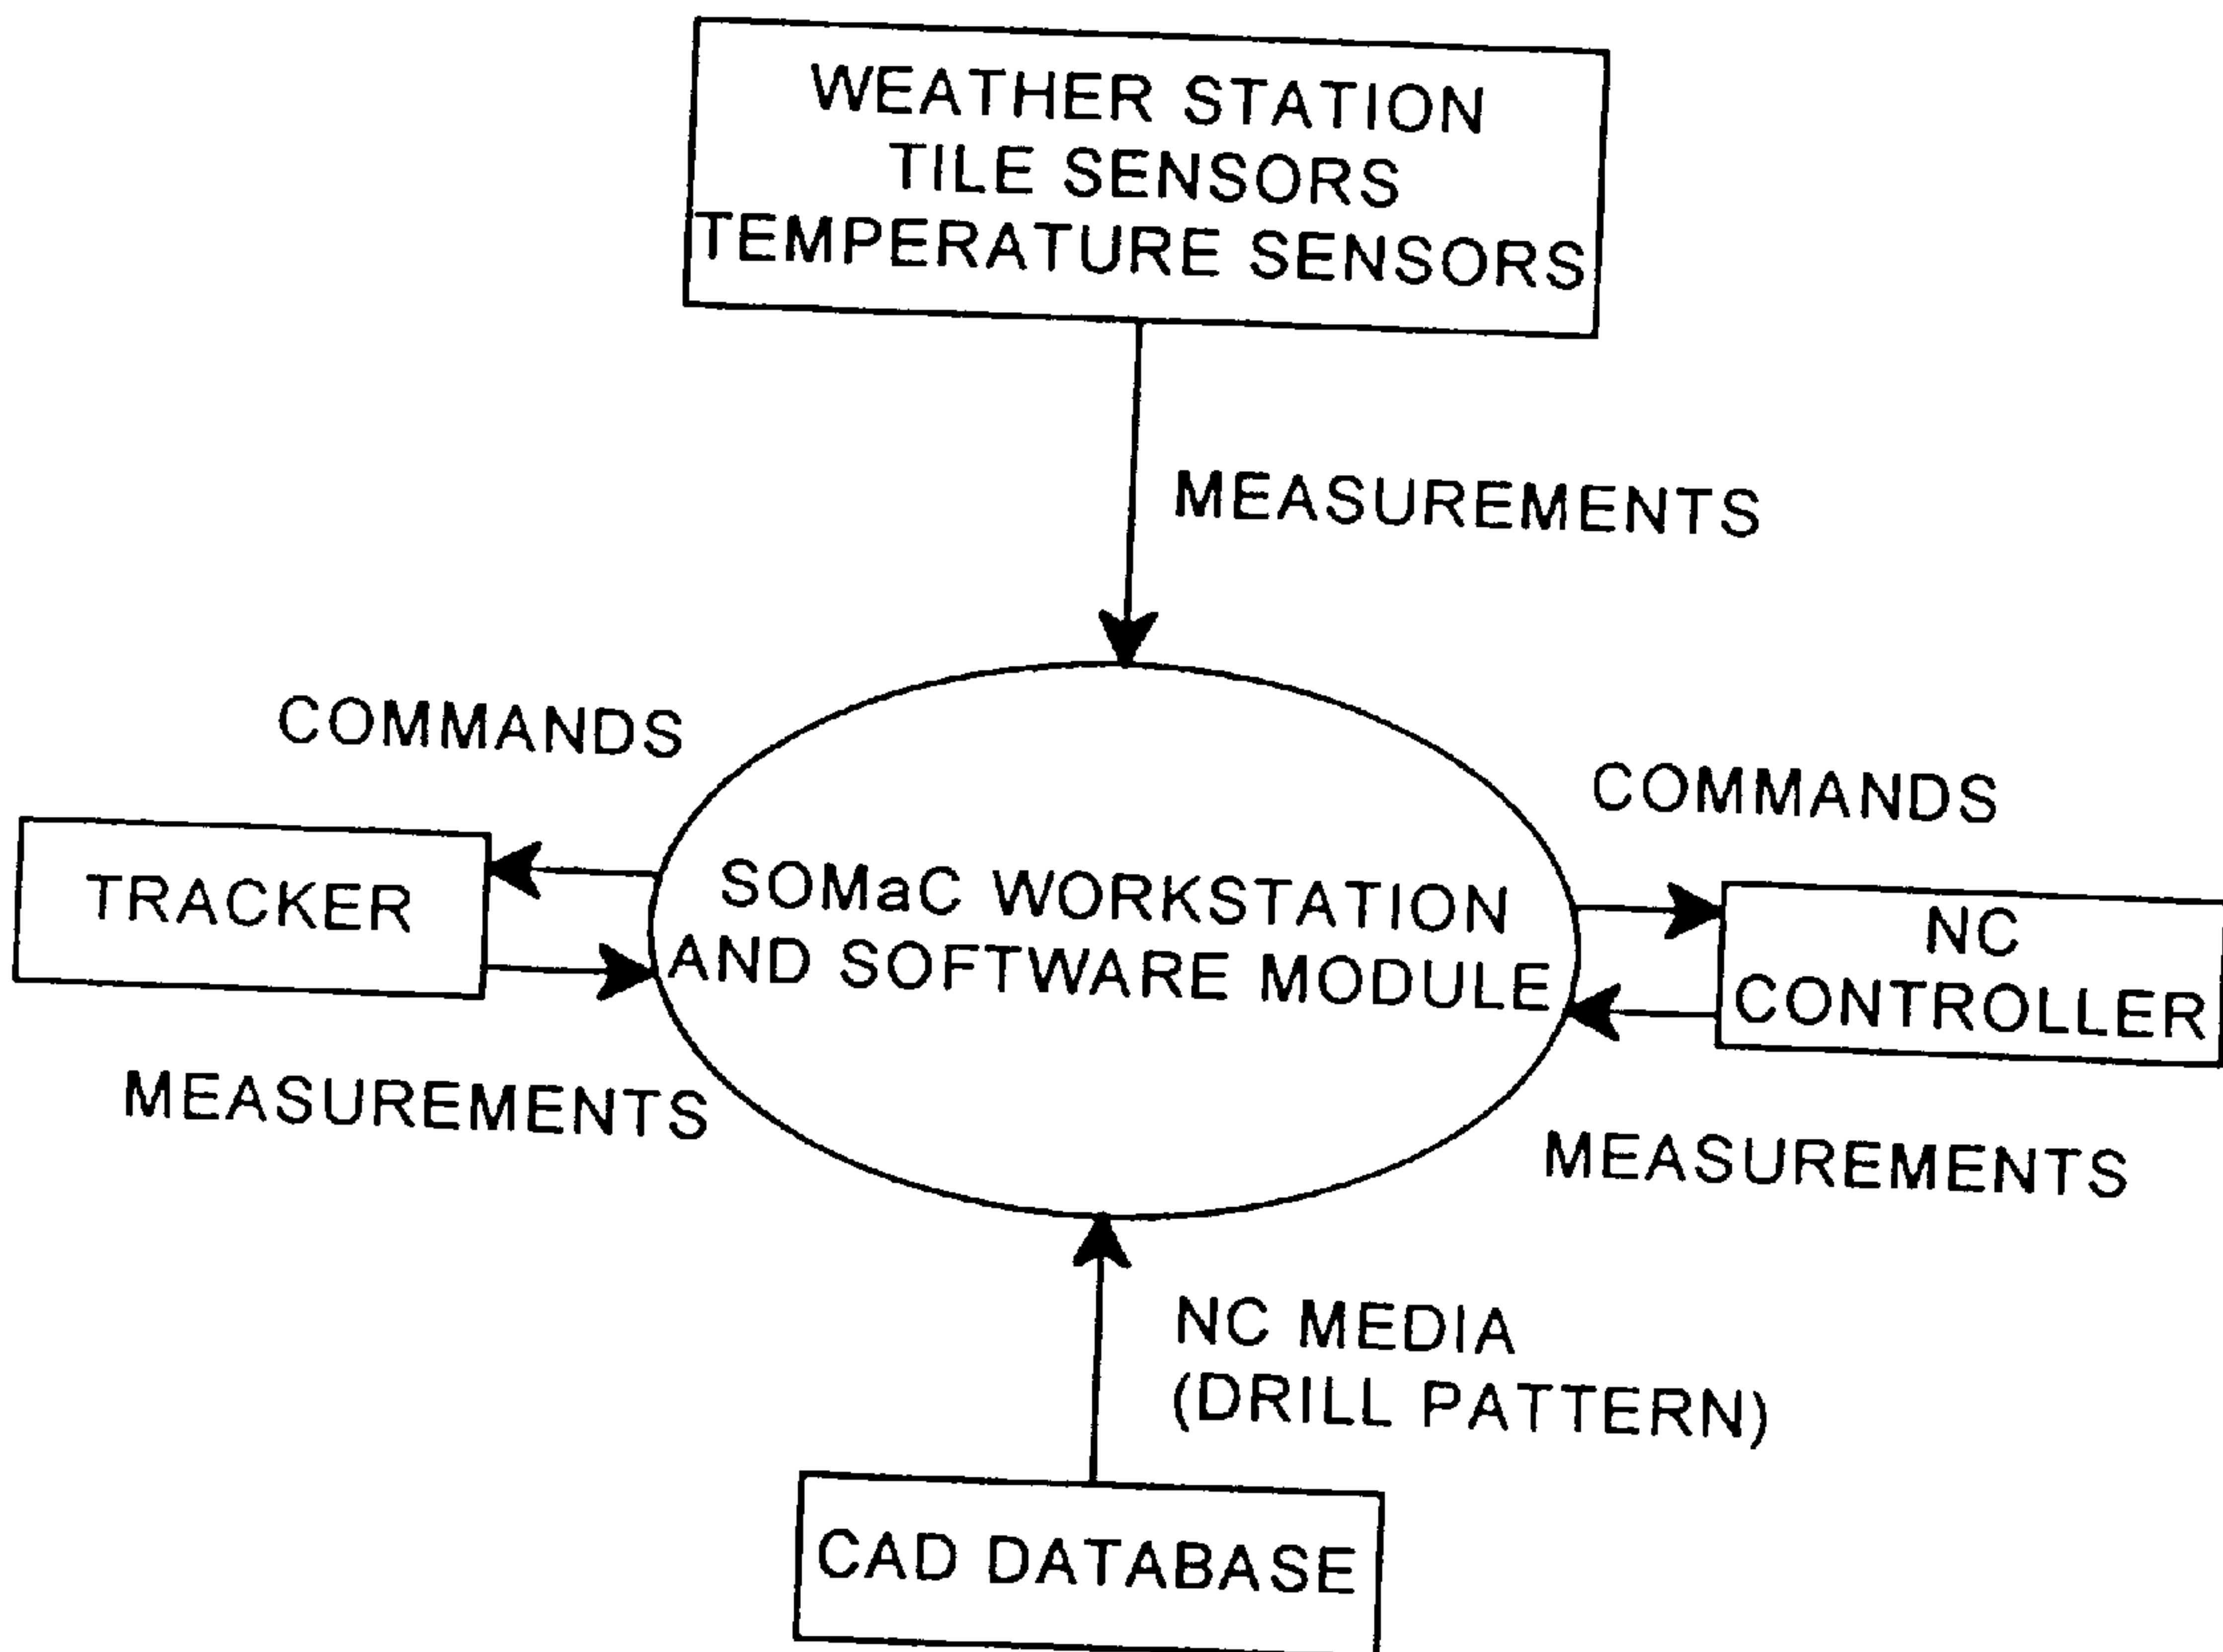 WEATHER STATION
TILE SENSORS
TEMPERATURE SENSORS
MEASUREMENTS
COMMANDS
COMMANDS
TRACKER
SOMaC WORKSTATION
AND SOFTWARE MODULE
NC
CONTROLLER
MEASUREMENTS
MEASUREMENTS
NC MEDIA
(DRILL PATTERN)
CAD DATABASE